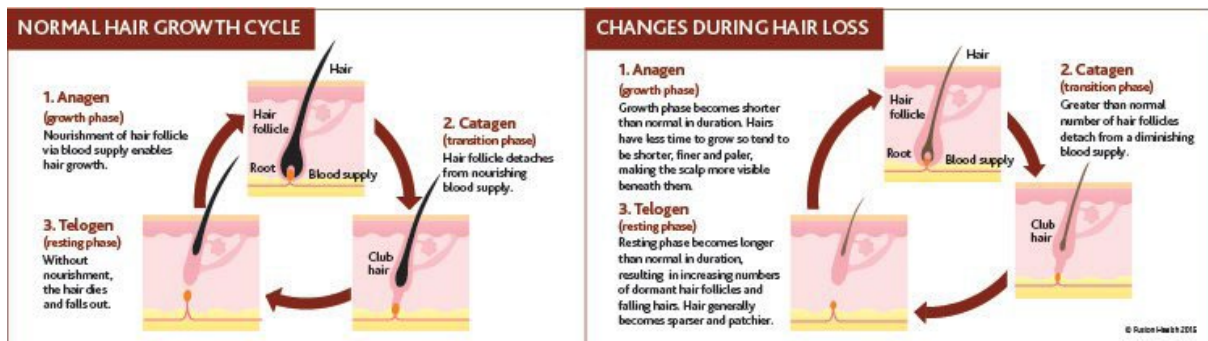 NORMAL HAIR GROWTH CYCLE
Hair
1. Anagen
(growth phase)
Nourishment of hair follicle
via blood supply enables
hair growth.
Hair
follicle
Root
Blood supply
2. Catagen
(transition phase)
Hair follicle detaches
from nourishing
blood supply.
3. Telogen
(resting phase)
Without
nourishment,
the hair dies
and falls out.
Club
hair
CHANGES DURING HAIR LOSS
Hair
1. Anagen
(growth phase)
Growth phase becomes shorter
than normal in duration. Hairs
have less time to grow so tend to
be shorter, finer and paler,
making the scalp more visible
beneath them.
Hair
follicle
Root
Blood supply
2. Catagen
(transition phase)
Greater than normal
number of hair follicles
detach from a diminishing
blood supply.
3. Telogen
(resting phase)
Resting phase becomes longer
than normal in duration,
resulting in increasing numbers
of dormant hair follicles and
falling hairs. Hair generally
becomes sparser and patchier.
Club
hair
© Fusion Health 2015